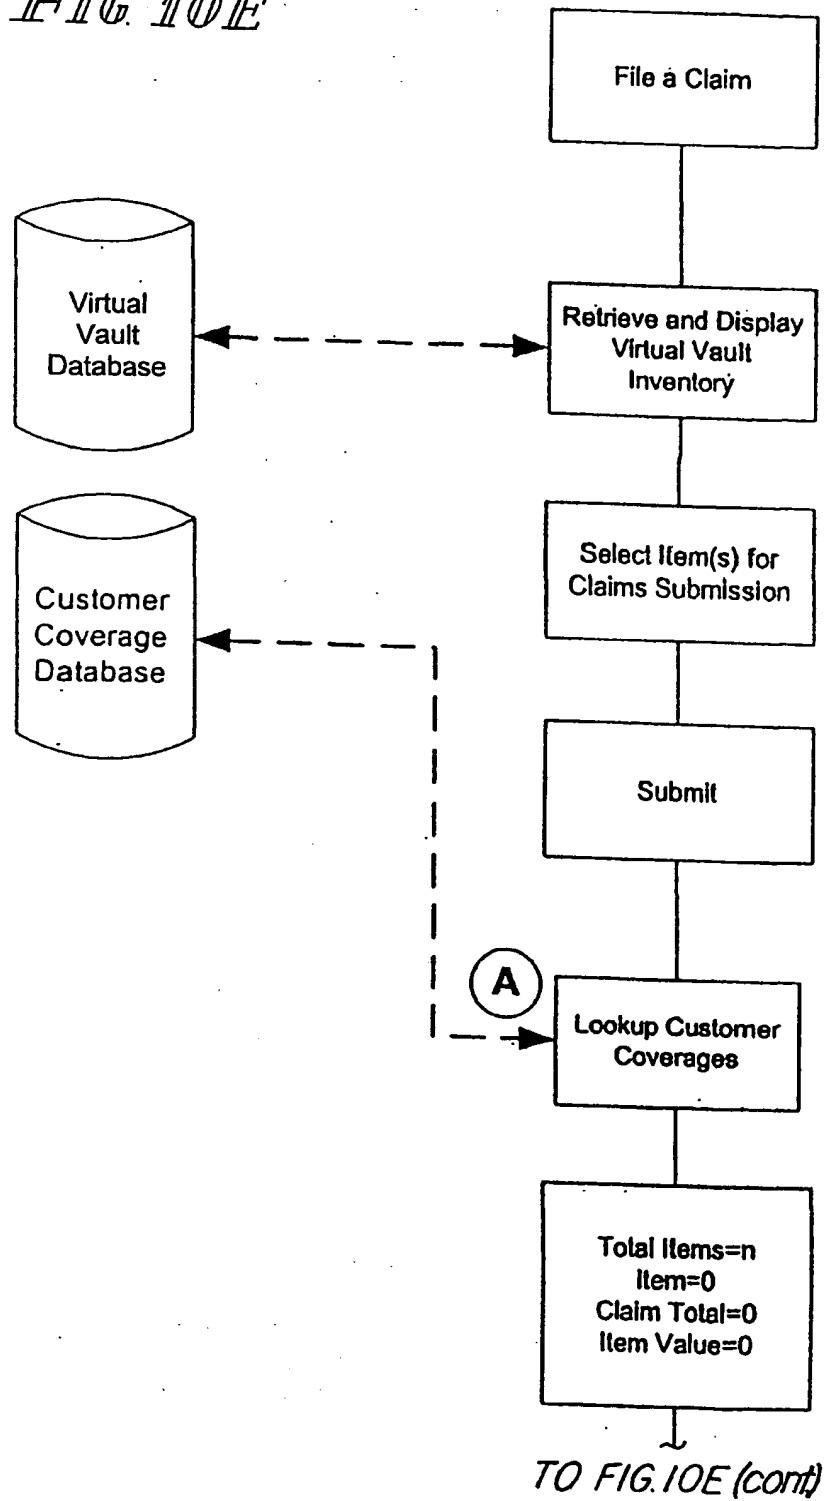 FIG. 10E
File a Claim
Virtual
Vault
Database
Retrieve and Display
Virtual Vault
Inventory
Customer
Coverage
Database
Select Item(s) for
Claims Submission
Submit
A
Lookup Customer
Coverages
Total Items=n
Item=0
Claim Total=0
Item Value=0
TO FIG.10E (cont)